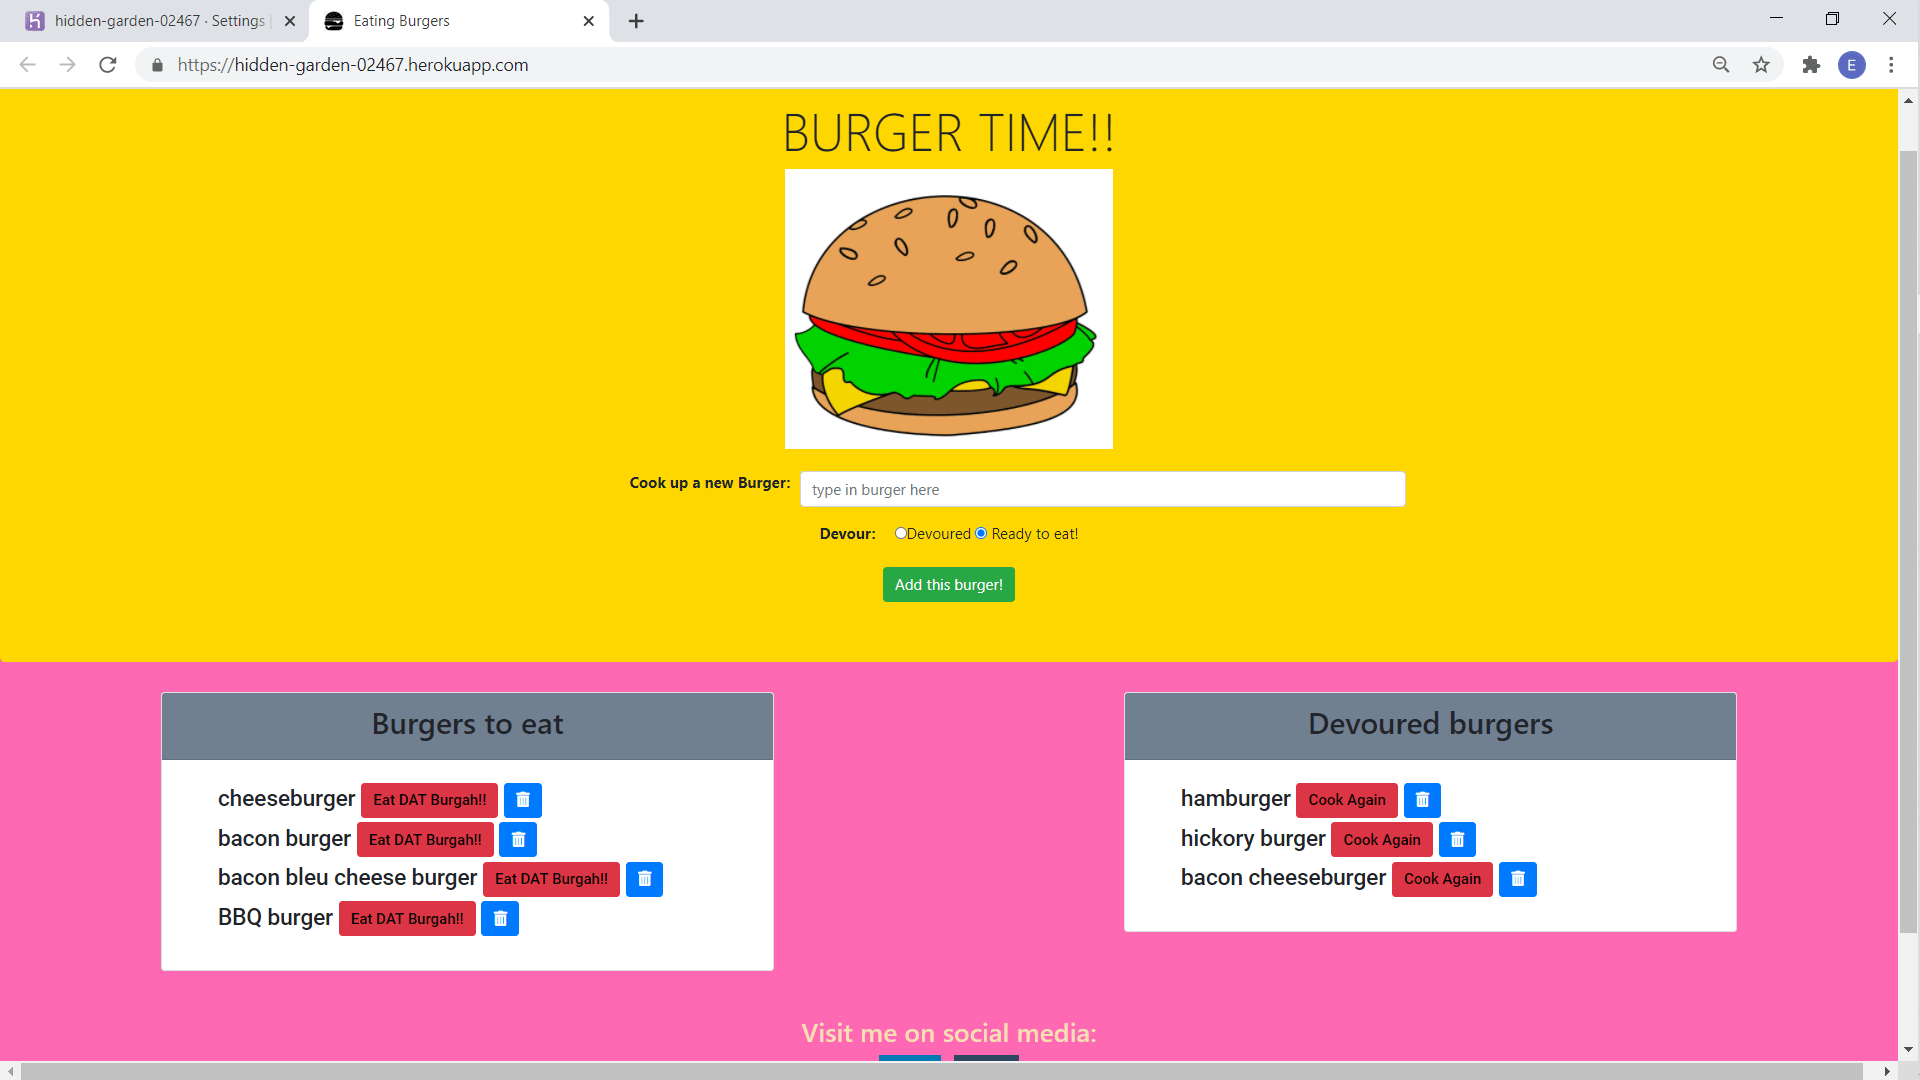 hidden-garden-02467 · Settings |
Eating Burgers
https://hidden-garden-02467.herokuapp.com
E
BURGER TIME!!
Cook up a new Burger: type in burger here
Devour: Devoured Ready to eat!
Add this burger!
Burgers to eat
cheeseburger Eat DAT Burgah!!
bacon burger Eat DAT Burgah!!
bacon bleu cheese burger Eat DAT Burgah!!
BBQ burger Eat DAT Burgah!!
Devoured burgers
hamburger Cook Again
hickory burger Cook Again
bacon cheeseburger Cook Again
Visit me on social media: